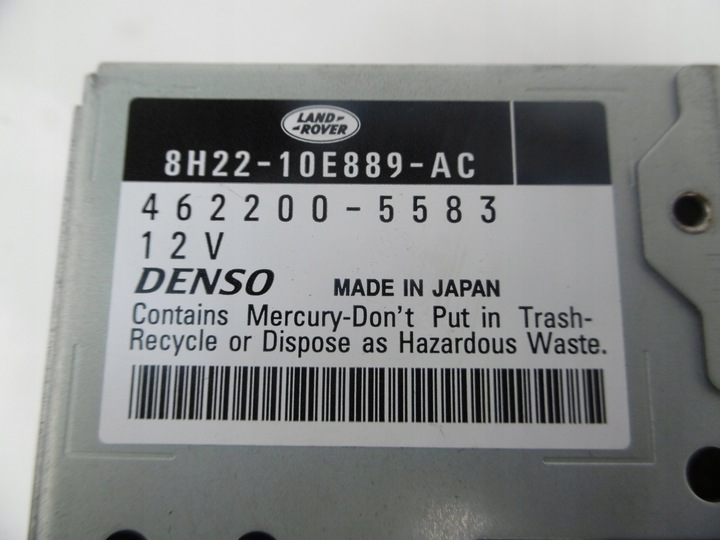 LAND-
-ROVER
8H22-10E889-AC
462200-5583
12V
DENSO MADE IN JAPAN
Contains Mercury-Don't Put in Trash-
Recycle or Dispose as Hazardous Waste.